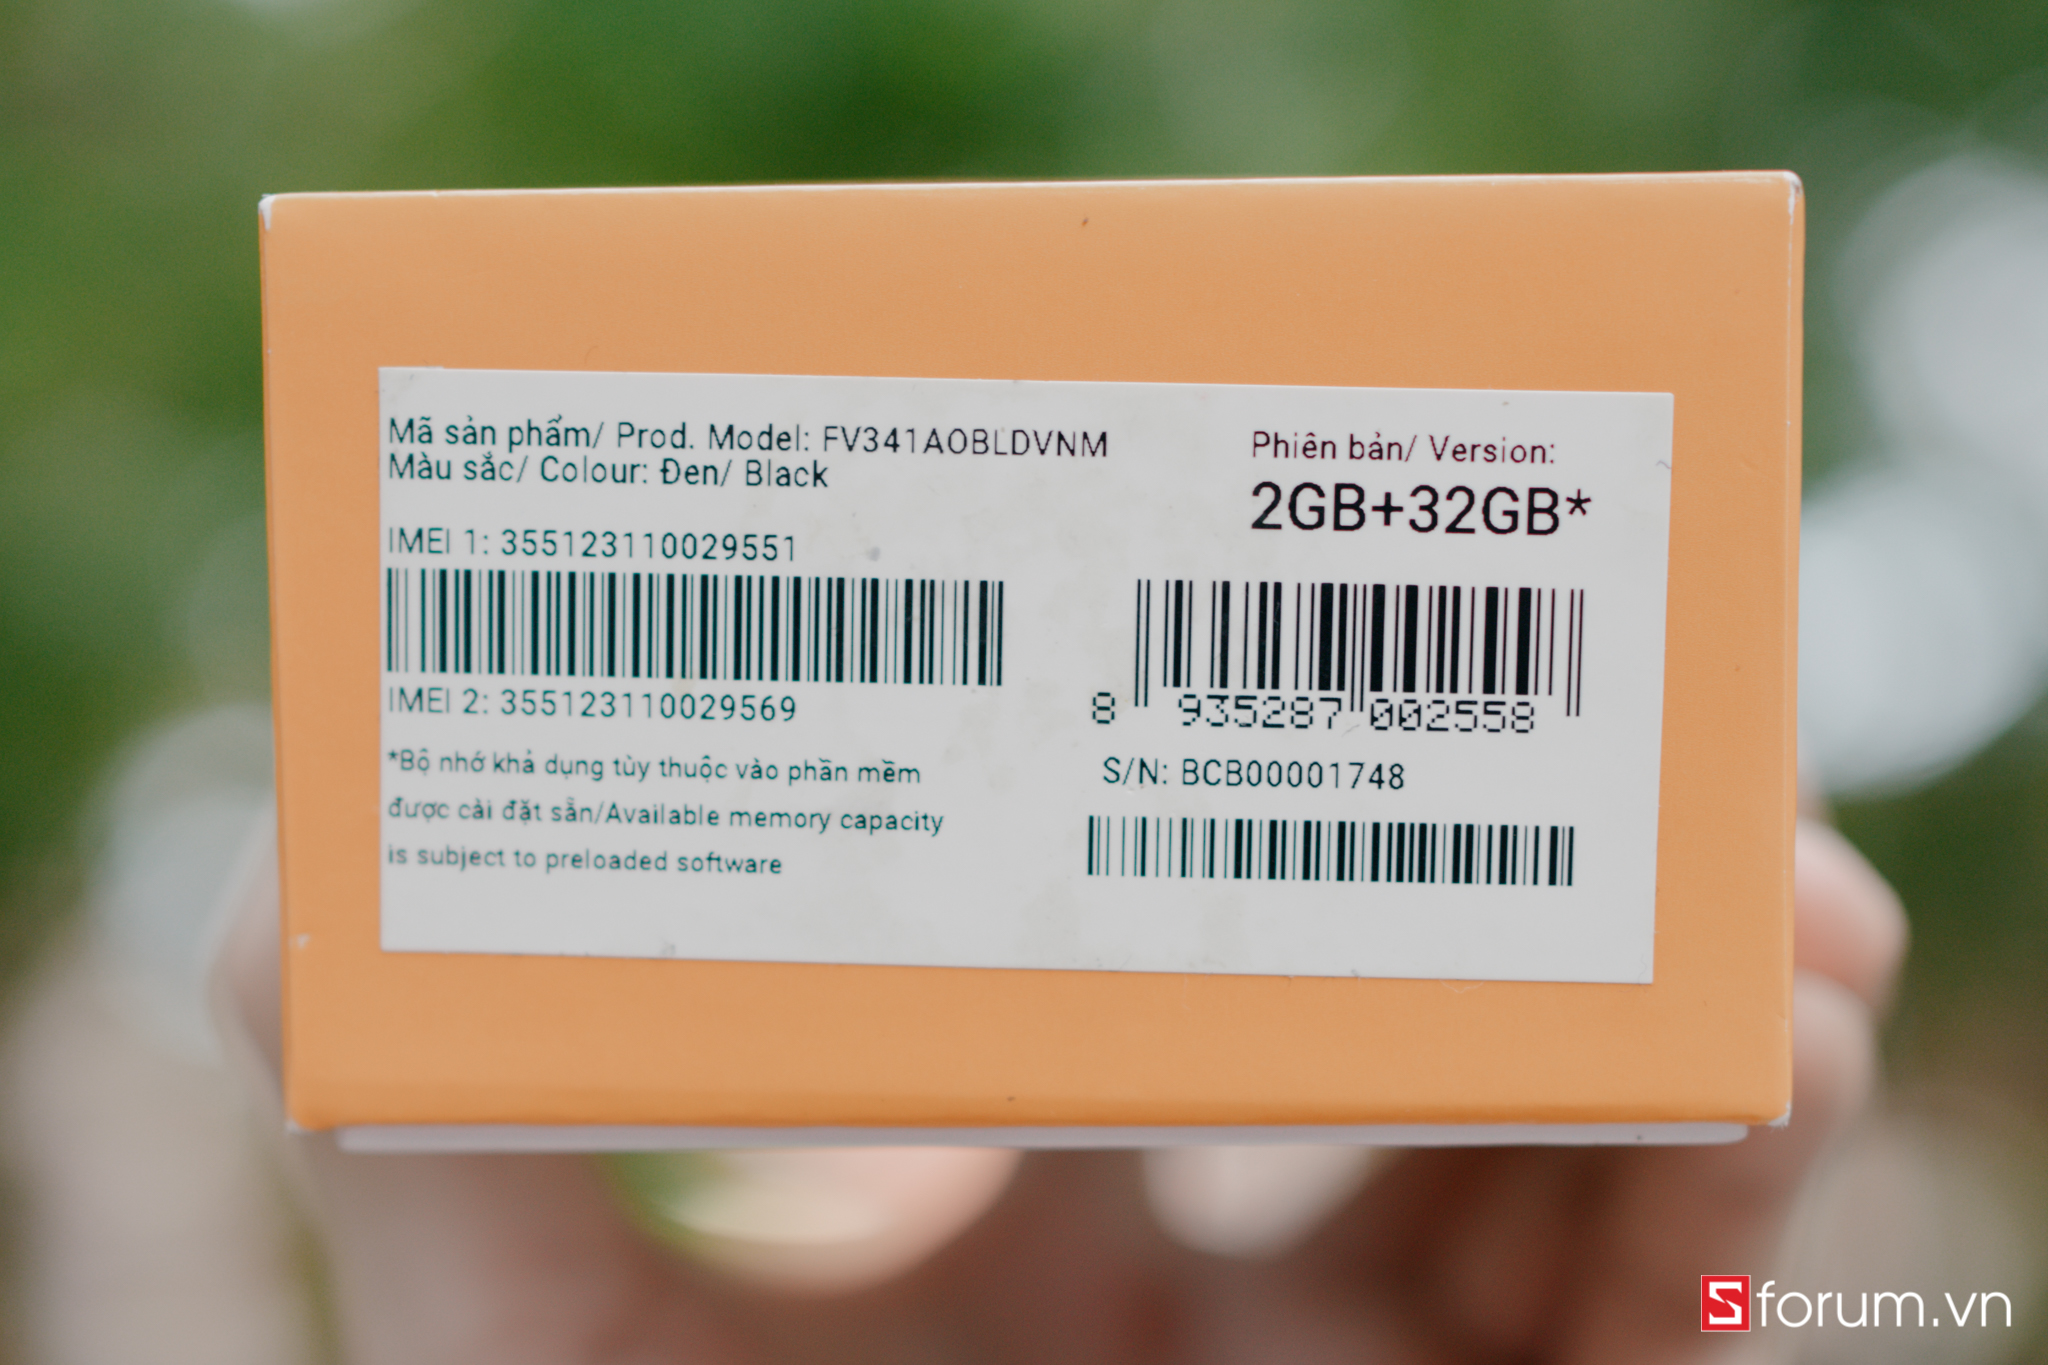 Mã sản phẩm/ Prod. Model: FV341AOBLDVNM
Màu sắc/ Colour: Đen/ Black
IMEI 1: 355123110029551
IMEI 2: 355123110029569
*Bộ nhớ khả dụng tùy thuộc vào phần mềm
được cài đặt sẵn/Available memory capacity
is subject to preloaded software
Phiên bản/ Version:
2GB+32GB*
8 935287 002558
S/N: BCB00001748
Sforum.vn